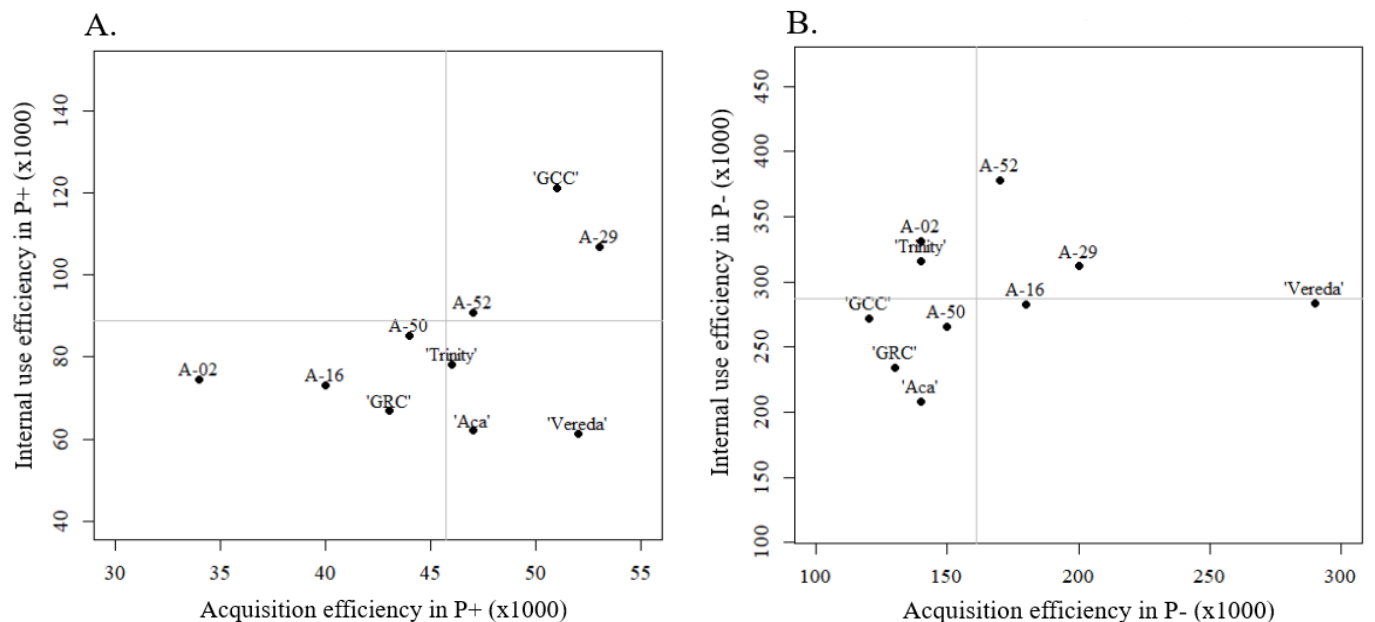 A.
Internal use efficiency in P+ (x1000)
140
120
100
80
60
40
'GCC'
A-29
A-52
A-50
'Trinity'
A-02
A-16
'GRC'
'Aca'
'Vereda'
30
35
40
45
50
55
Acquisition efficiency in P+ (x1000)
B.
Internal use efficiency in P- (x1000)
450
400
350
300
250
200
150
100
A-52
A-02
'Trinity'
A-29
A-16
'Vereda'
'GCC'
A-50
'GRC'
'Aca'
100
150
200
250
300
Acquisition efficiency in P- (x1000)